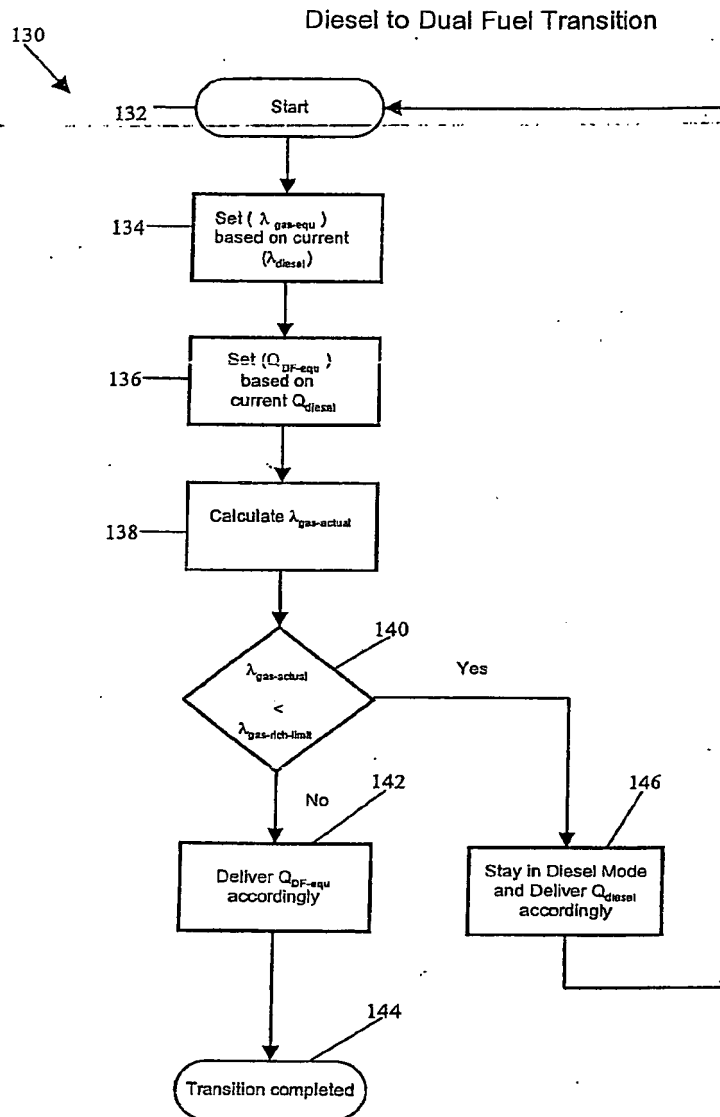 Diesel to Dual Fuel Transition
130
132
Start
134
Set ( λ gas-equ )
based on current
(λdiesel)
136
Set (QDF-equ )
based on
current Qdiesel
138
Calculate λgas-actual
140
λgas-actual
<
λgas-rich-limit
Yes
No
142
Deliver QDF-equ
accordingly
146
Stay in Diesel Mode
and Deliver Qdiesel
accordingly
144
Transition completed